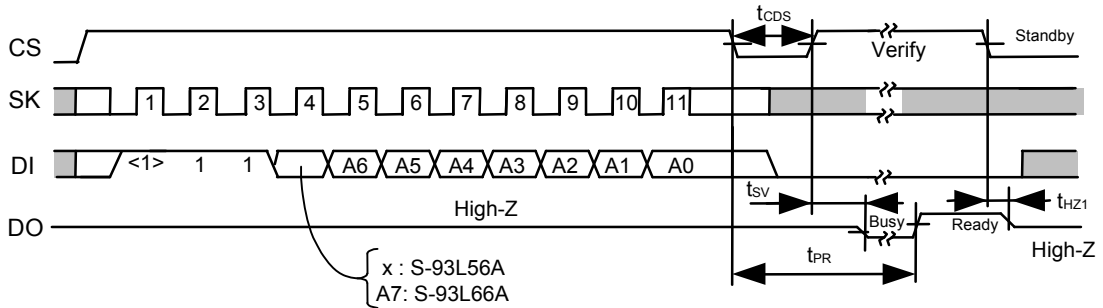 tCDS
CS Verify Standby
SK 1 2 3 4 5 6 7 8 9 10 11
DI <1> 1 1 A6 A5 A4 A3 A2 A1 A0
tSV tHZ1
DO High-Z Busy Ready High-Z
tPR
x : S-93L56A
A7: S-93L66A